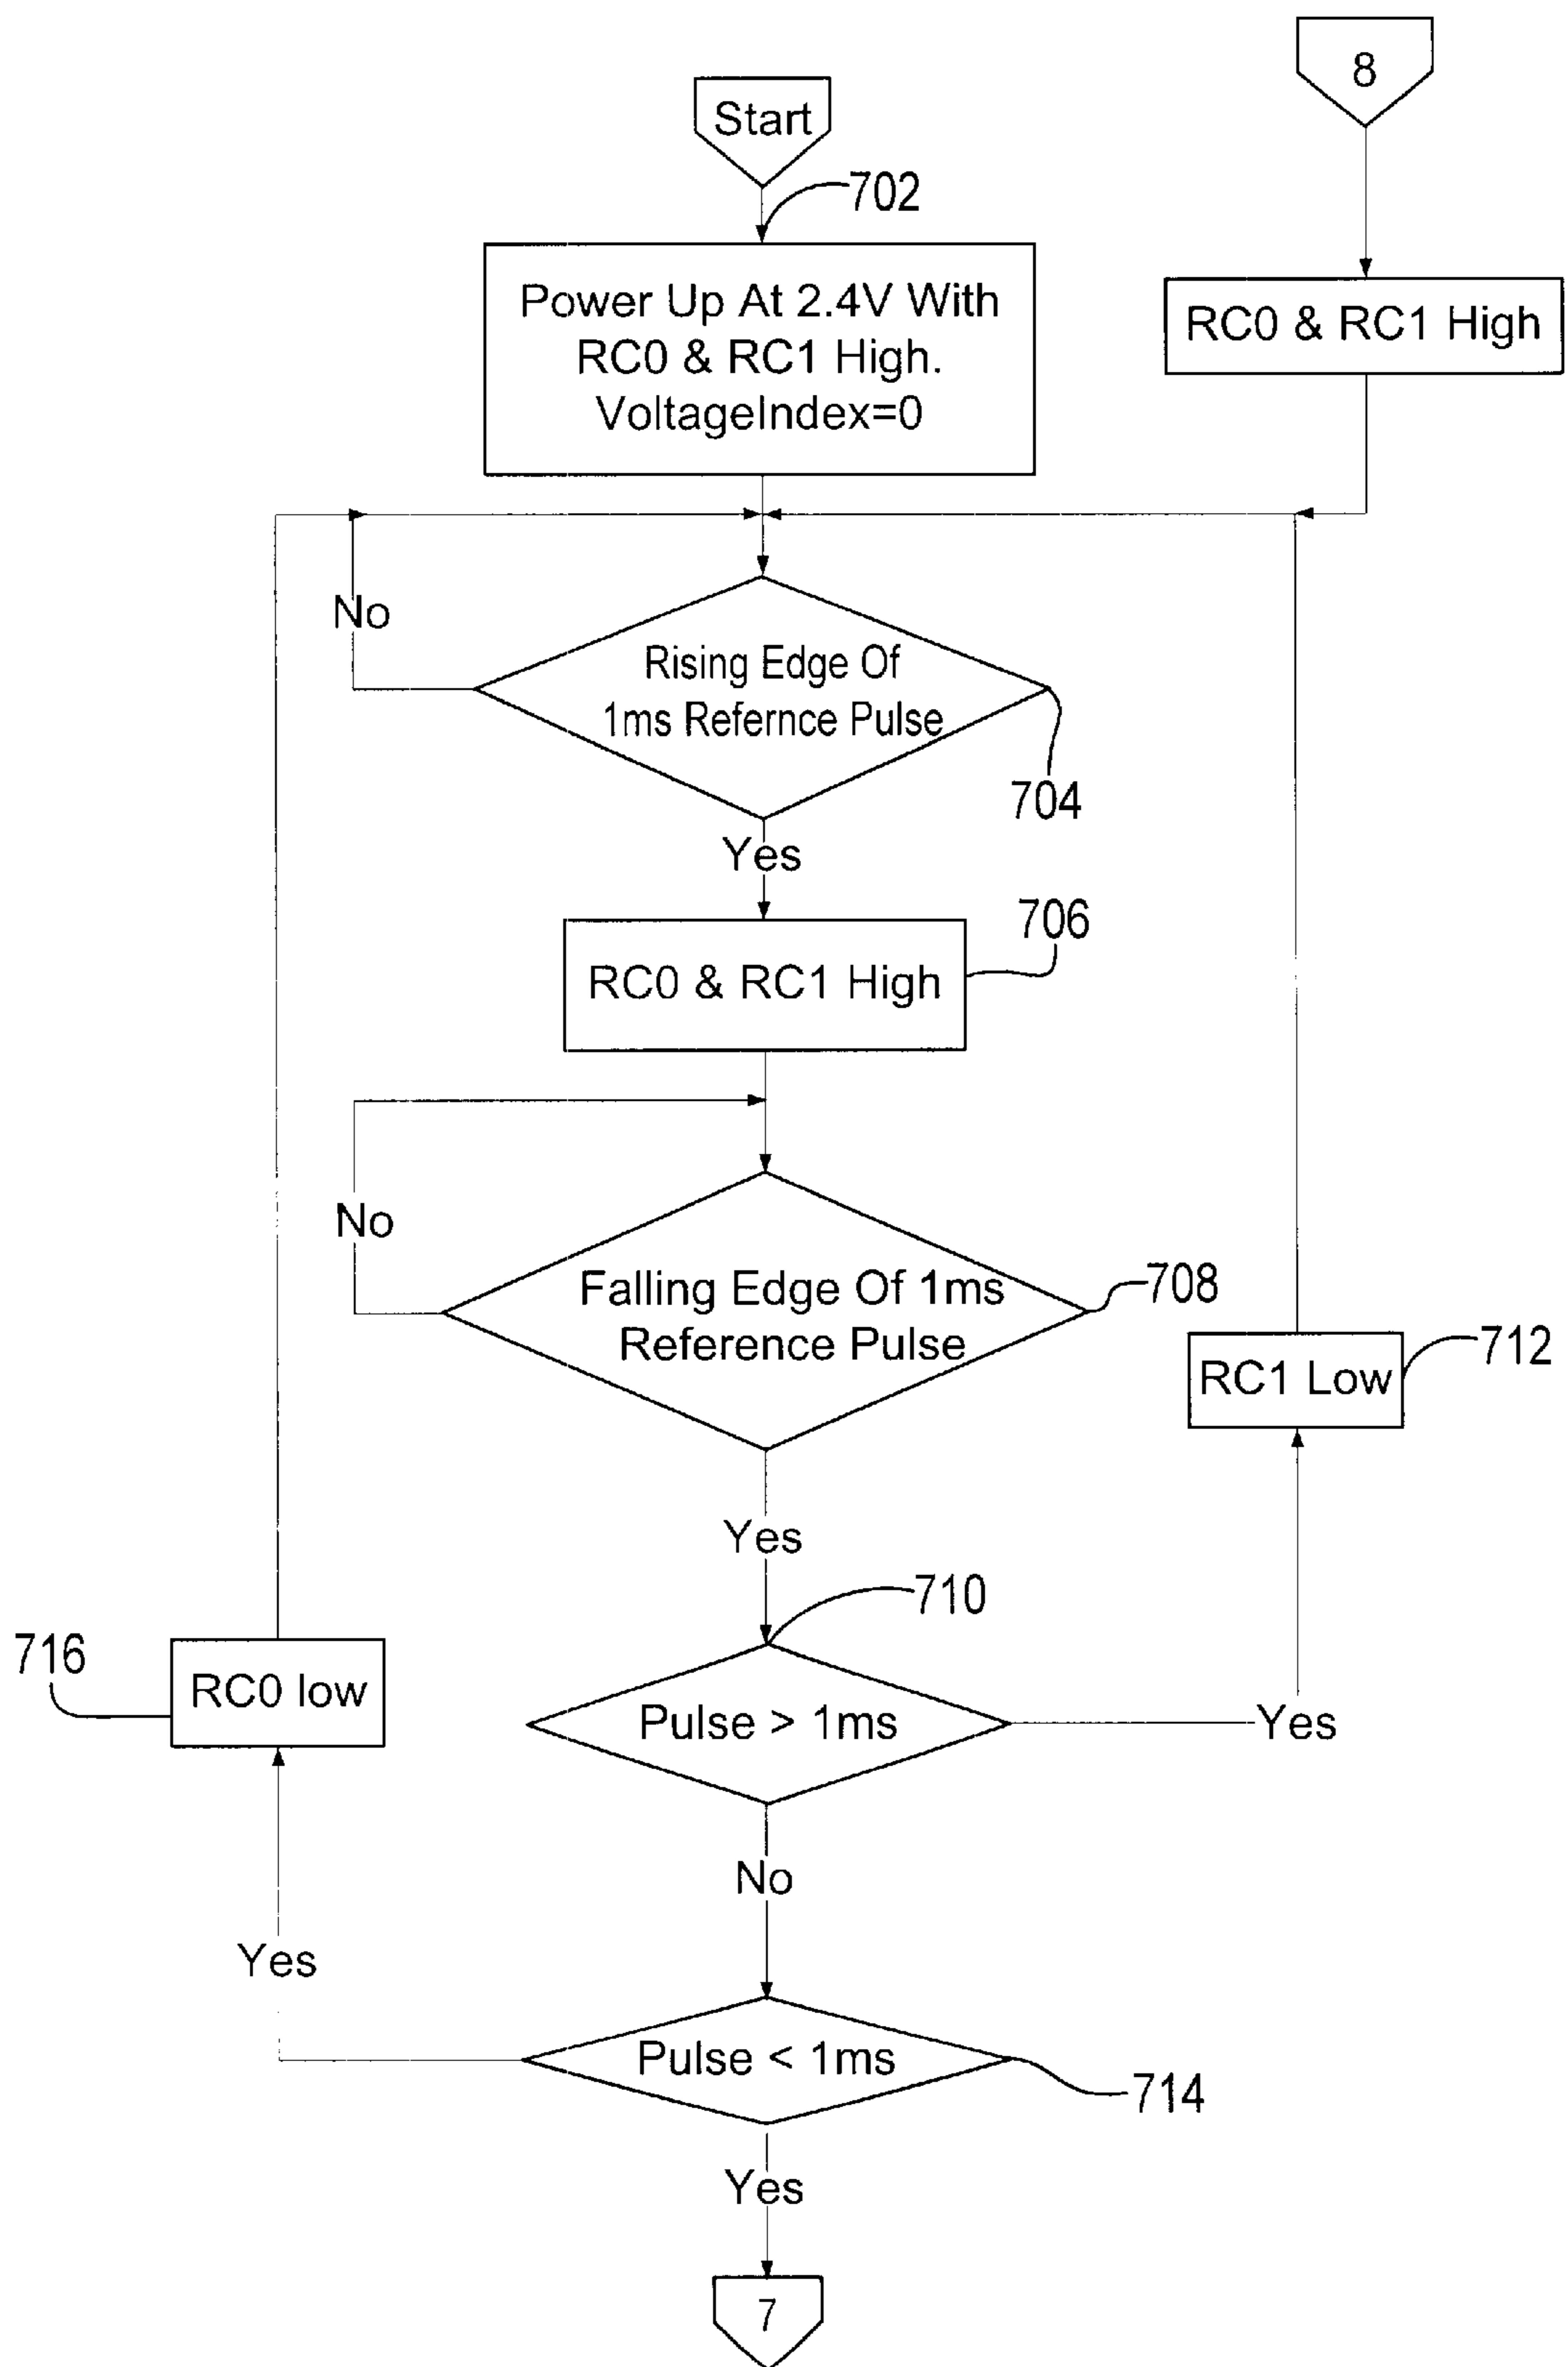 8
Start
702
Power Up At 2.4V With
RC0 & RC1 High.
VoltageIndex=0
RC0 & RC1 High
No
Rising Edge Of
1ms Refernce Pulse
704
Yes
706
RC0 & RC1 High
No
Falling Edge Of 1ms
Reference Pulse
708
712
RC1 Low
Yes
710
716
RC0 low
Pulse > 1ms
Yes
No
Yes
Pulse < 1ms
714
Yes
7